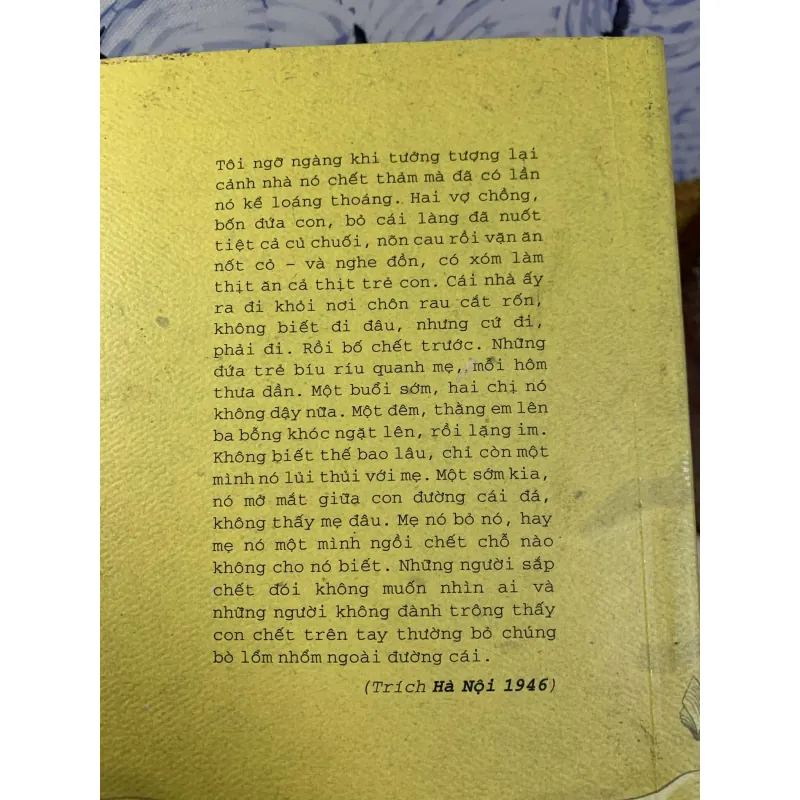 Tôi ngỡ ngàng khi tưởng tượng lại
cảnh nhà nó chết thảm mà đã có lần
nó kể loáng thoáng. Hai vợ chồng,
bốn đứa con, bỏ cái làng đã nuốt
tiệt cả củ chuối, nõn cau rồi vặn ăn
nốt cỏ – và nghe đồn, có xóm làm
thịt ăn cả thịt trẻ con. Cái nhà ấy
ra đi khỏi nơi chôn rau cắt rốn,
không biết đi đâu, nhưng cứ đi,
phải đi. Rồi bố chết trước. Những
đứa trẻ bíu ríu quanh mẹ, mỗi hôm
thưa dần. Một buổi sớm, hai chị nó
không dậy nữa. Một đêm, thằng em lên
ba bỗng khóc ngặt lên, rồi lặng im.
Không biết thế bao lâu, chỉ còn một
mình nó lủi thủi với mẹ. Một sớm kia,
nó mở mắt giữa con đường cái đá,
không thấy mẹ đâu. Mẹ nó bỏ nó, hay
mẹ nó một mình ngồi chết chỗ nào
không cho nó biết. Những người sắp
chết đói không muốn nhìn ai và
những người không đành trông thấy
con chết trên tay thường bỏ chúng
bò lổm nhổm ngoài đường cái.
(Trích Hà Nội 1946)